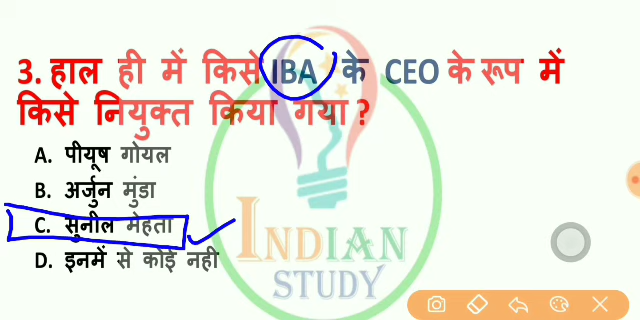 3. हाल ही में किसे IBA के CEO के रूप में
किसे नियुक्त किया गया ?
A. पीयूष गोयल
B. अर्जुन मुंडा
C. सुनील मेहता
D. इनमें से कोई नही
INDIAN
STUDY